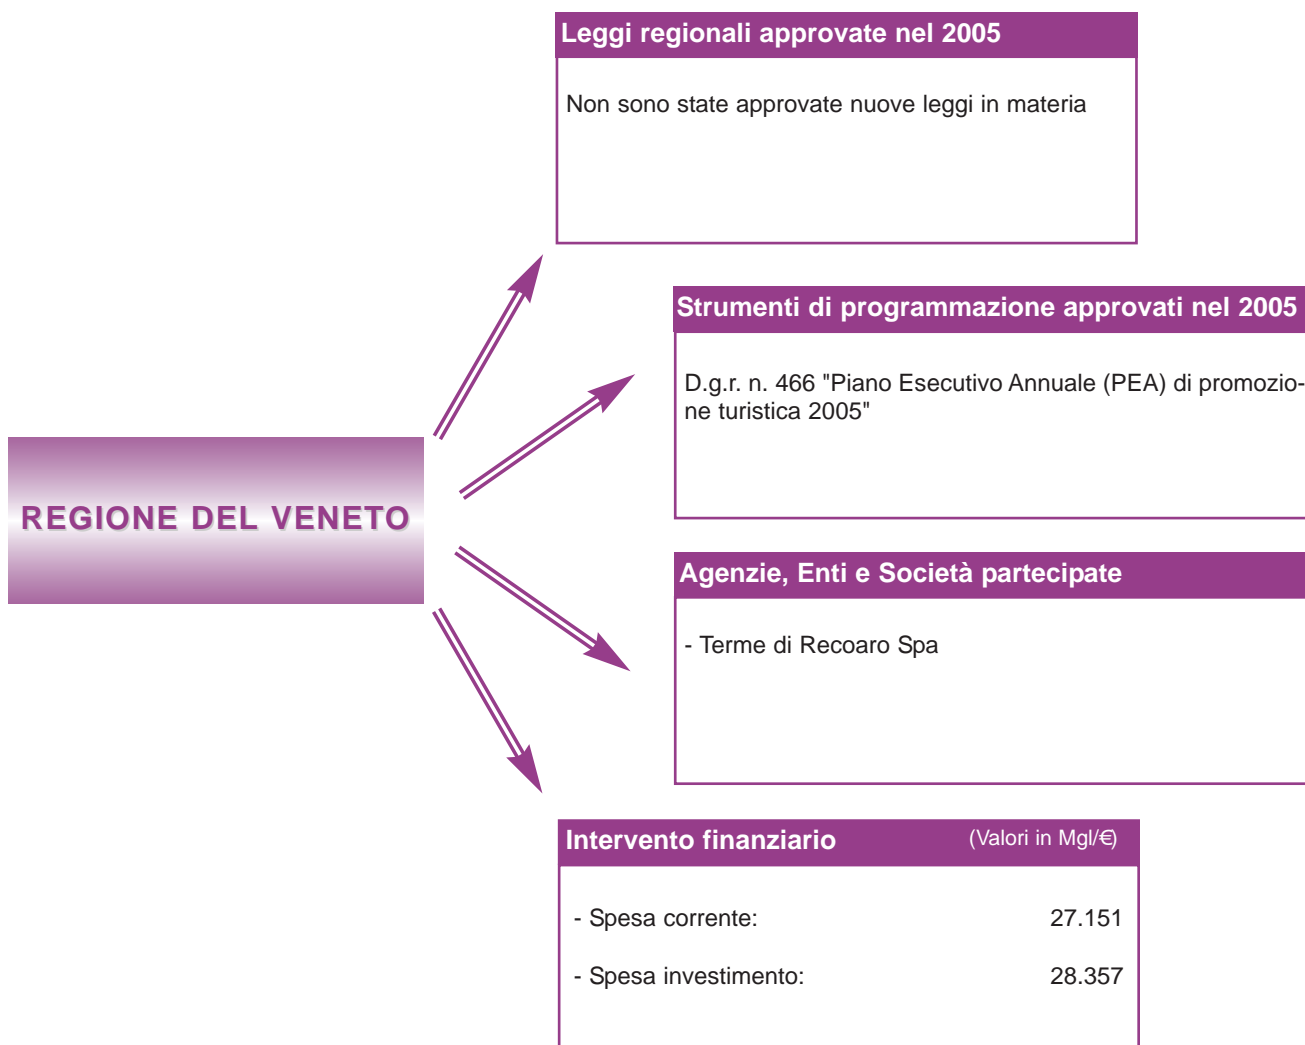 Leggi regionali approvate nel 2005
Non sono state approvate nuove leggi in materia
Strumenti di programmazione approvati nel 2005
D.g.r. n. 466 "Piano Esecutivo Annuale (PEA) di promozio-
ne turistica 2005"
REGIONE DEL VENETO
Agenzie, Enti e Società partecipate
- Terme di Recoaro Spa
Intervento finanziario (Valori in Mgl/€)
- Spesa corrente: 27.151
- Spesa investimento: 28.357